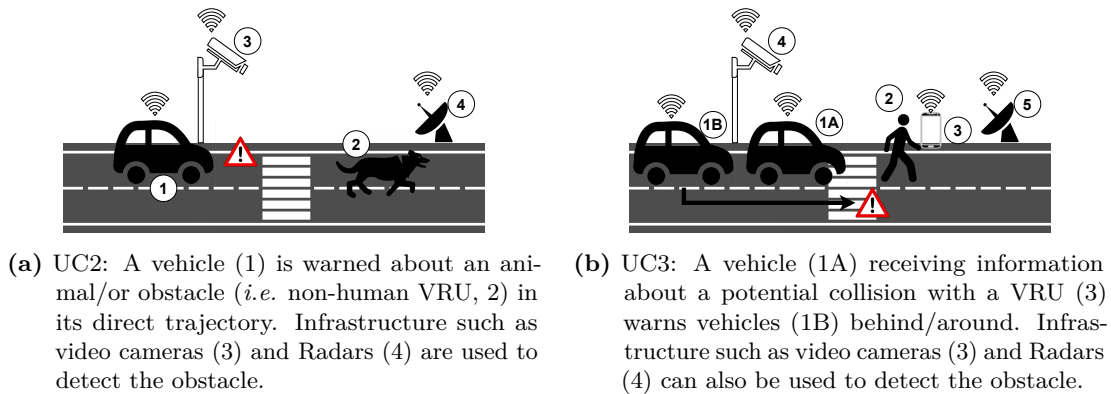 3
4
2
1
4
1B
1A
2
3
5
(a) UC2: A vehicle (1) is warned about an ani-
mal/or obstacle (i.e. non-human VRU, 2) in
its direct trajectory. Infrastructure such as
video cameras (3) and Radars (4) are used to
detect the obstacle.
(b) UC3: A vehicle (1A) receiving information
about a potential collision with a VRU (3)
warns vehicles (1B) behind/around. Infras-
tructure such as video cameras (3) and Radars
(4) can also be used to detect the obstacle.